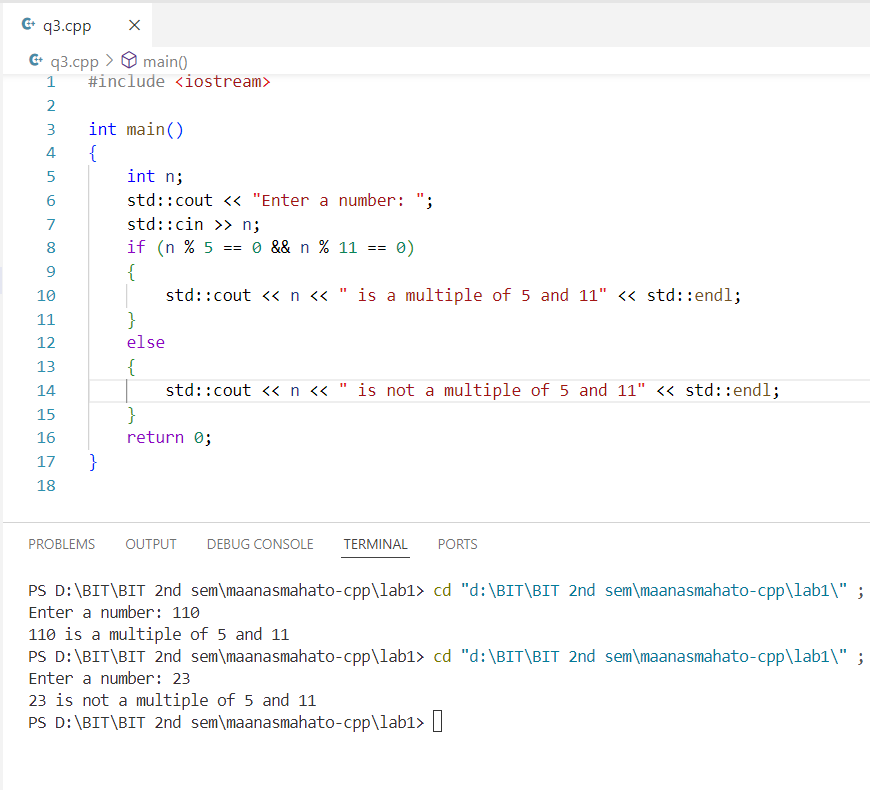 q3.cpp
q3.cpp > main()
1 #include <iostream>
2
3 int main()
4 {
5     int n;
6     std::cout << "Enter a number: ";
7     std::cin >> n;
8     if (n % 5 == 0 && n % 11 == 0)
9     {
10         std::cout << n << " is a multiple of 5 and 11" << std::endl;
11     }
12     else
13     {
14         std::cout << n << " is not a multiple of 5 and 11" << std::endl;
15     }
16     return 0;
17 }
18
PROBLEMS OUTPUT DEBUG CONSOLE TERMINAL PORTS
PS D:\BIT\BIT 2nd sem\maanasmahato-cpp\lab1> cd "d:\BIT\BIT 2nd sem\maanasmahato-cpp\lab1\" ;
Enter a number: 110
110 is a multiple of 5 and 11
PS D:\BIT\BIT 2nd sem\maanasmahato-cpp\lab1> cd "d:\BIT\BIT 2nd sem\maanasmahato-cpp\lab1\" ;
Enter a number: 23
23 is not a multiple of 5 and 11
PS D:\BIT\BIT 2nd sem\maanasmahato-cpp\lab1>